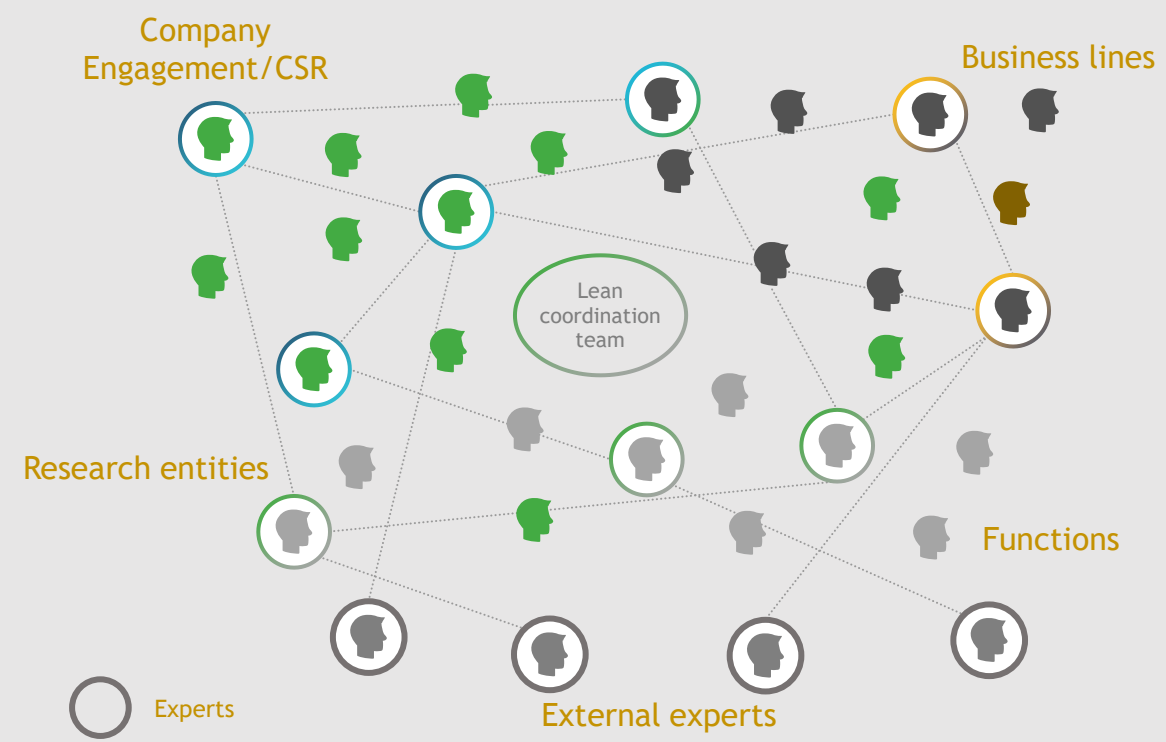 Company
Engagement/CSR
Business lines
Lean
coordination
team
Research entities
Functions
External experts
Experts